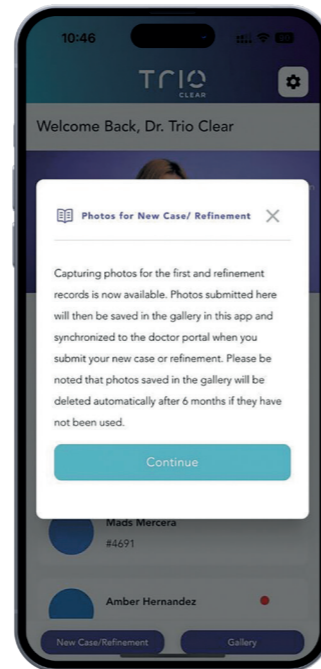 10:46
TRIO
CLEAR
Welcome Back, Dr. Trio Clear
Photos for New Case/ Refinement
Capturing photos for the first and refinement
records is now available. Photos submitted here
will then be saved in the gallery in this app and
synchronized to the doctor portal when you
submit your new case or refinement. Please be
noted that photos saved in the gallery will be
deleted automatically after 6 months if they have
not been used.
Continue
Mads Mercera
#4691
Amber Hernandez
New Case/Refinement
Gallery